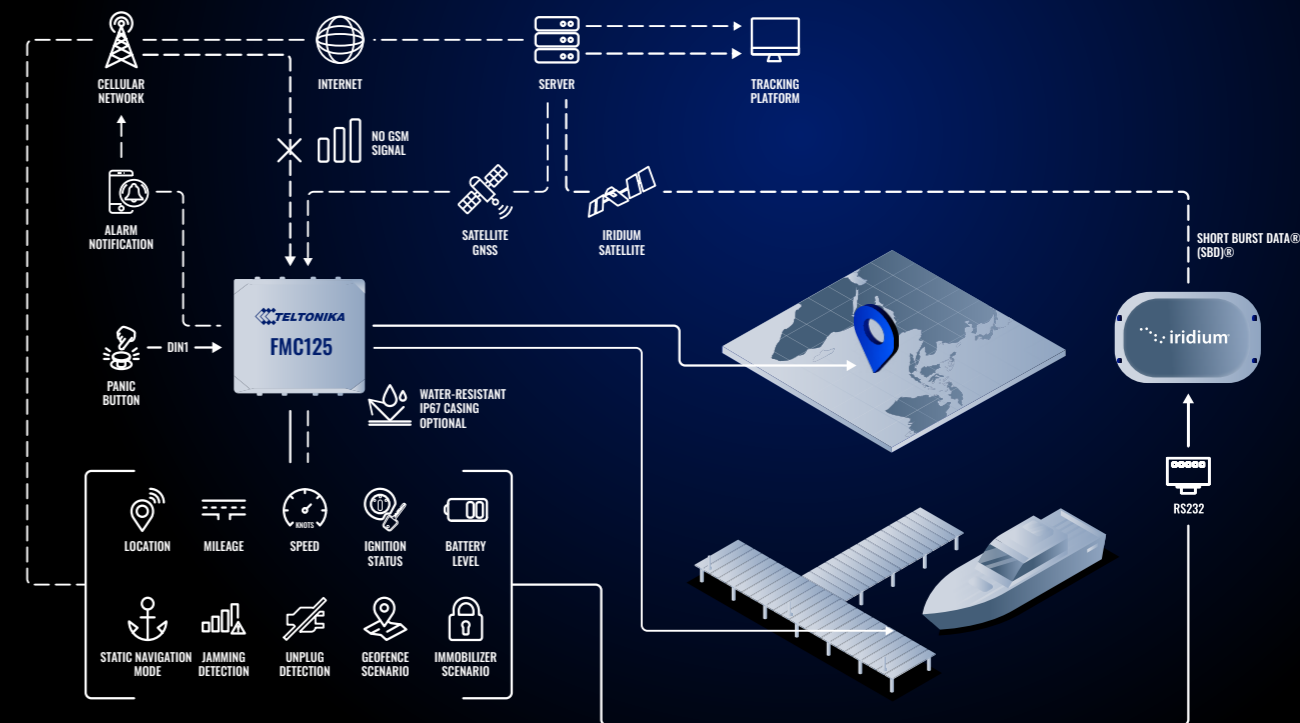 CELLULAR
NETWORK
INTERNET
SERVER
TRACKING
PLATFORM
NO GSM
SIGNAL
ALARM
NOTIFICATION
SATELLITE
GNSS
IRIDIUM
SATELLITE
SHORT BURST DATA®
(SBD)®
TELTONIKA
FMC125
iridium
DIN1
PANIC
BUTTON
WATER-RESISTANT
IP67 CASING
OPTIONAL
RS232
KNOTS
LOCATION
MILEAGE
SPEED
IGNITION
STATUS
BATTERY
LEVEL
STATIC NAVIGATION
MODE
JAMMING
DETECTION
UNPLUG
DETECTION
GEOFENCE
SCENARIO
IMMOBILIZER
SCENARIO